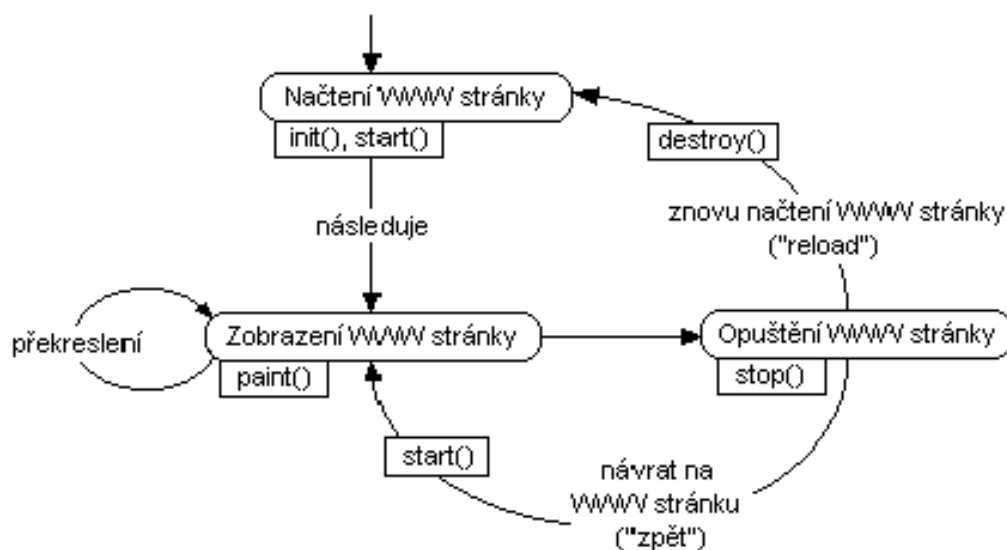 Načtení WWW stránky
init(), start()
destroy()
znovu načtení WWW stránky
("reload")
následuje
překreslení
Zobrazení WWW stránky
paint()
Opuštění WWW stránky
stop()
start()
návrat na
WWW stránku
("zpět")